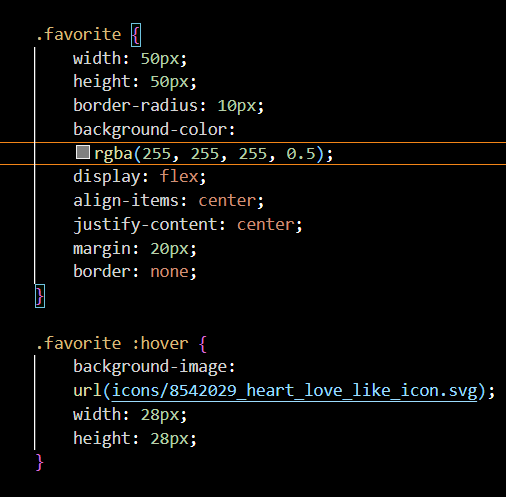 .favorite {
width: 50px;
height: 50px;
border-radius: 10px;
background-color:
rgba(255, 255, 255, 0.5);
display: flex;
align-items: center;
justify-content: center;
margin: 20px;
border: none;
}
.favorite :hover {
background-image:
url(icons/8542029_heart_love_like_icon.svg);
width: 28px;
height: 28px;
}